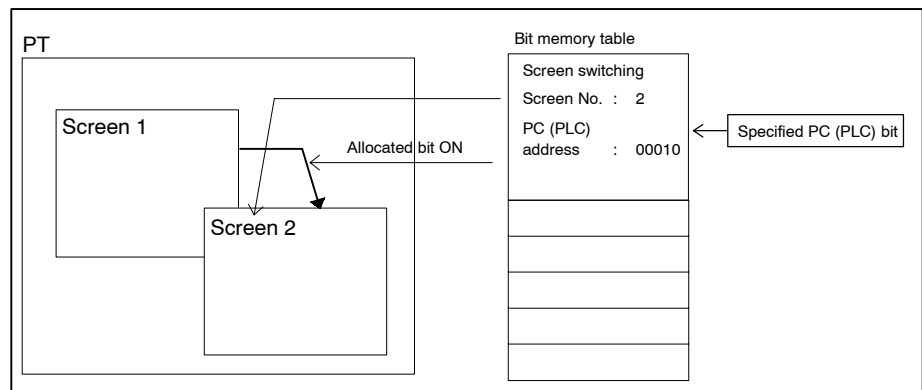 PT
Screen 1
Screen 2
Allocated bit ON
Bit memory table
Screen switching
Screen No. : 2
PC (PLC)
address : 00010
Specified PC (PLC) bit